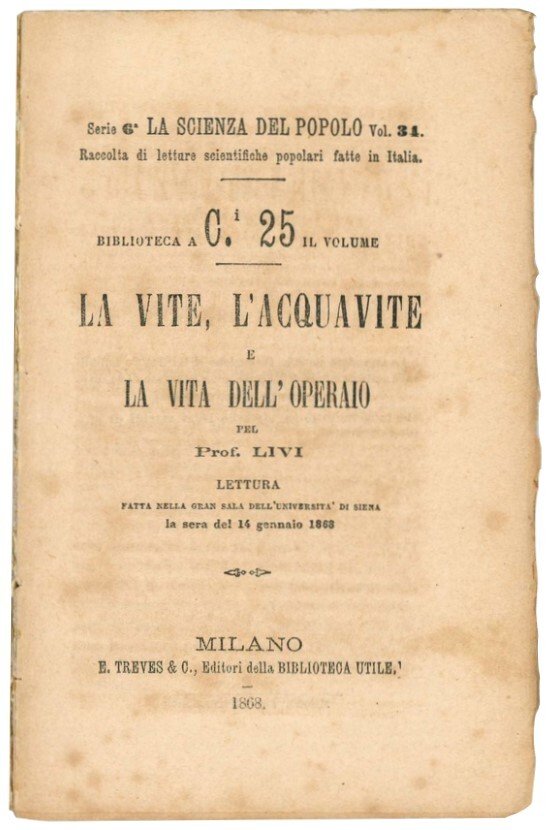 Serie 6ª LA SCIENZA DEL POPOLO Vol. 34.
Raccolta di letture scientifiche popolari fatte in Italia.
BIBLIOTECA A C.i 25 IL VOLUME
LA VITE, L'ACQUAVITE
E
LA VITA DELL'OPERAIO
PEL
Prof. LIVI
LETTURA
FATTA NELLA GRAN SALA DELL'UNIVERSITA' DI SIENA
la sera del 14 gennaio 1868
MILANO
E. TREVES & C., Editori della BIBLIOTECA UTILE.
1868.